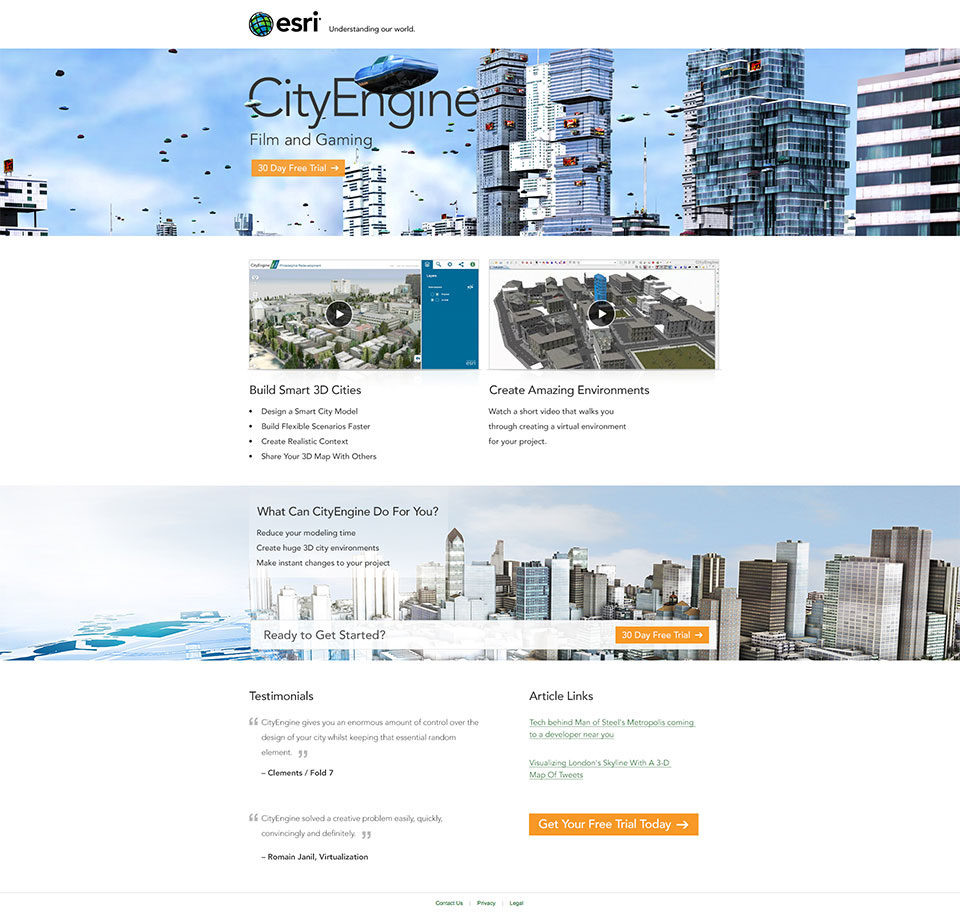 esri
Understanding our world.
CityEngine
Film and Gaming
30 Day Free Trial →
CityEngine
Layers
esri
CityEngine
Build Smart 3D Cities
• Design a Smart City Model
• Build Flexible Scenarios Faster
• Create Realistic Context
• Share Your 3D Map With Others
Create Amazing Environments
Watch a short video that walks you
through creating a virtual environment
for your project.
What Can CityEngine Do For You?
Reduce your modeling time
Create huge 3D city environments
Make instant changes to your project
Ready to Get Started?
30 Day Free Trial →
Testimonials
“ CityEngine gives you an enormous amount of control over the
design of your city whilst keeping that essential random
element. ”
– Clements / Fold 7
“ CityEngine solved a creative problem easily, quickly,
convincingly and definitely. ”
– Romain Janil, Virtualization
Article Links
Tech behind Man of Steel's Metropolis coming
to a developer near you
Visualizing London's Skyline With A 3-D
Map Of Tweets
Get Your Free Trial Today →
Contact Us | Privacy | Legal